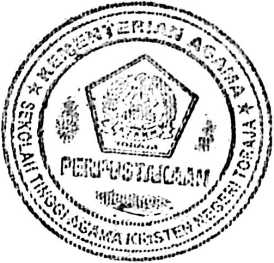 ★ KEMENTERIAN AGAMA ★
PERPUSTAKAAN
SEKOLAH TINGGI AGAMA KRISTEN NEGERI TORAJA